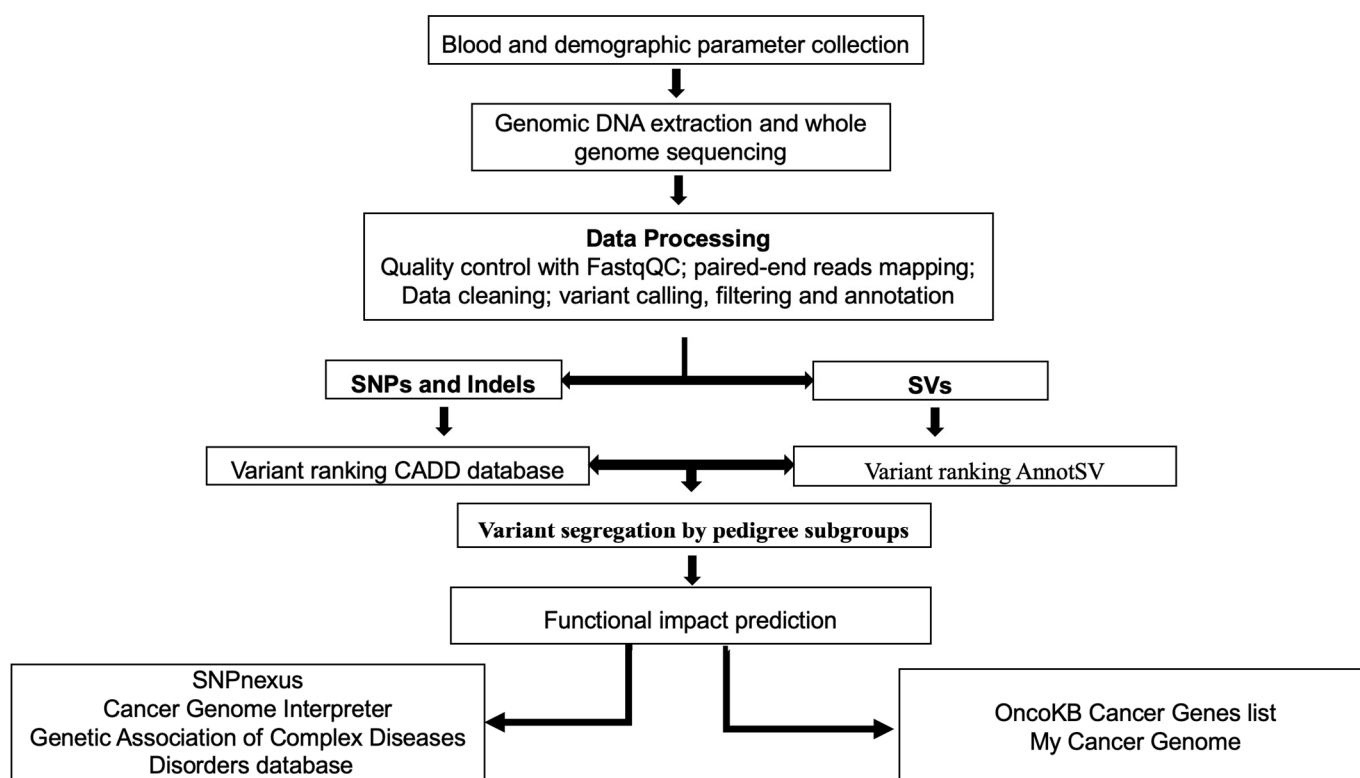 Blood and demographic parameter collection
Genomic DNA extraction and whole
genome sequencing
Data Processing
Quality control with FastqQC; paired-end reads mapping;
Data cleaning; variant calling, filtering and annotation
SNPs and Indels
SVs
Variant ranking CADD database
Variant ranking AnnotSV
Variant segregation by pedigree subgroups
Functional impact prediction
SNPnexus
Cancer Genome Interpreter
Genetic Association of Complex Diseases
Disorders database
OncoKB Cancer Genes list
My Cancer Genome